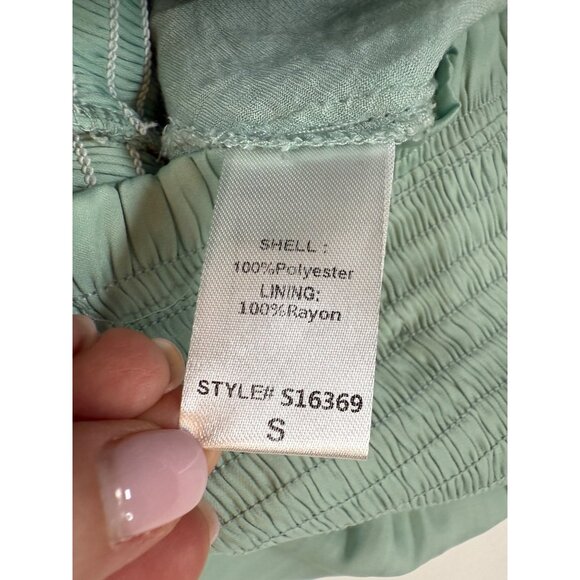 SHELL :
100%Polyester
LINING:
100%Rayon
STYLE# S16369
S